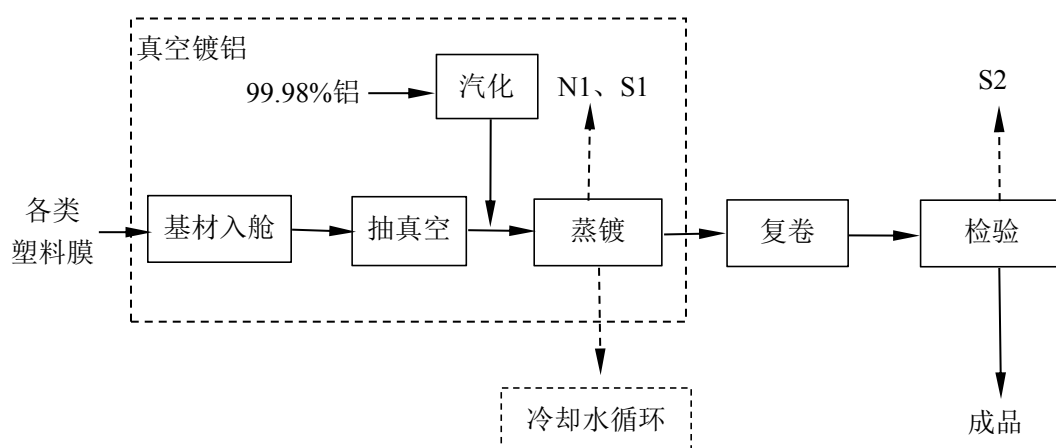 真空镀铝
汽化
99.98%铝
N1、S1
S2
各类
塑料膜
基材入舱
抽真空
蒸镀
复卷
检验
冷却水循环
成品